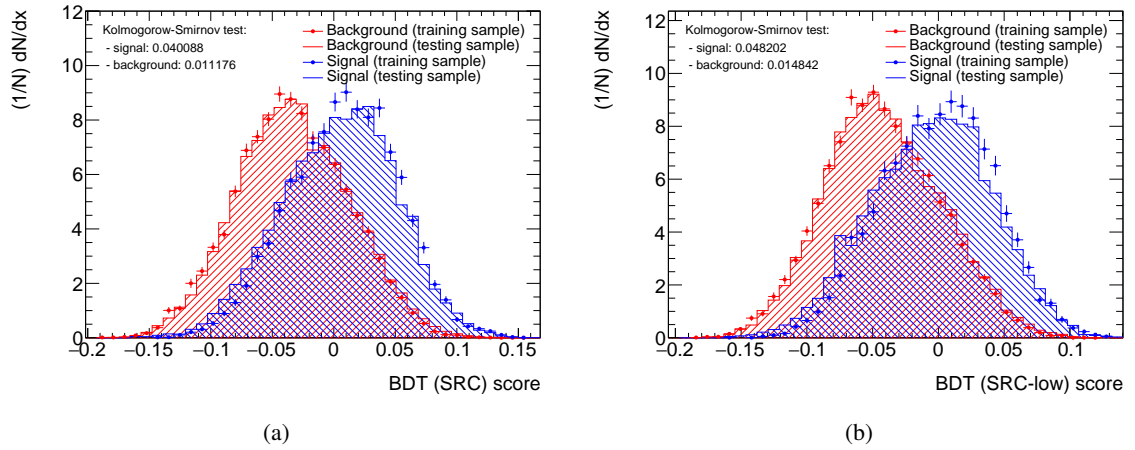 (1/N) dN/dx
12
10
8
6
4
2
0
Kolmogorow-Smirnov test:
- signal: 0.040088
- background: 0.011176
Background (training sample)
Background (testing sample)
Signal (training sample)
Signal (testing sample)
−0.2 −0.15 −0.1 −0.05 0 0.05 0.1 0.15
BDT (SRC) score
(a)
(1/N) dN/dx
12
10
8
6
4
2
0
Kolmogorow-Smirnov test:
- signal: 0.048202
- background: 0.014842
Background (training sample)
Background (testing sample)
Signal (training sample)
Signal (testing sample)
−0.2 −0.15 −0.1 −0.05 0 0.05 0.1
BDT (SRC-low) score
(b)